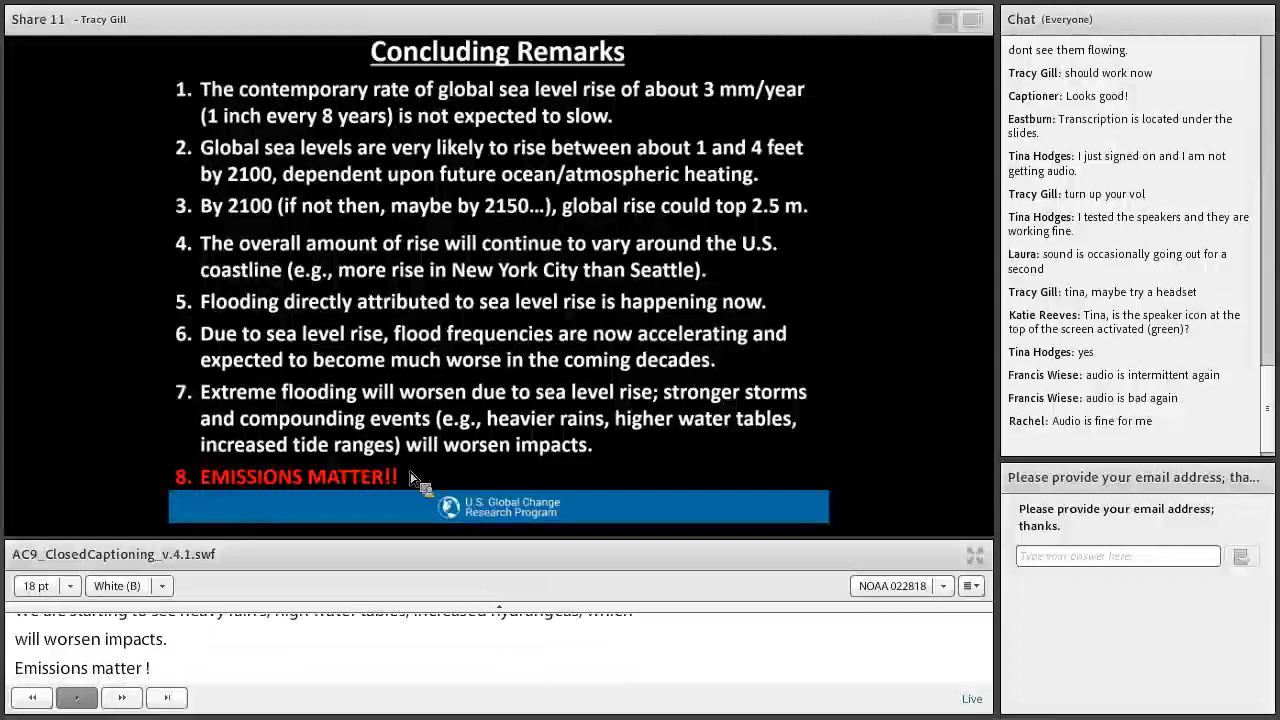 Share 11 - Tracy Gill
Concluding Remarks
1. The contemporary rate of global sea level rise of about 3 mm/year
(1 inch every 8 years) is not expected to slow.
2. Global sea levels are very likely to rise between about 1 and 4 feet
by 2100, dependent upon future ocean/atmospheric heating.
3. By 2100 (if not then, maybe by 2150...), global rise could top 2.5 m.
4. The overall amount of rise will continue to vary around the U.S.
coastline (e.g., more rise in New York City than Seattle).
5. Flooding directly attributed to sea level rise is happening now.
6. Due to sea level rise, flood frequencies are now accelerating and
expected to become much worse in the coming decades.
7. Extreme flooding will worsen due to sea level rise; stronger storms
and compounding events (e.g., heavier rains, higher water tables,
increased tide ranges) will worsen impacts.
8. EMISSIONS MATTER!!
U.S. Global Change
Research Program
AC9_ClosedCaptioning_v.4.1.swf
18 pt White (B) NOAA 022818
We are starting to see heavy rains, high water tables, increased hydrangeas, which
will worsen impacts.
Emissions matter !
Live
Chat (Everyone)
dont see them flowing.
Tracy Gill: should work now
Captioner: Looks good!
Eastburn: Transcription is located under the
slides.
Tina Hodges: I just signed on and I am not
getting audio.
Tracy Gill: turn up your vol
Tina Hodges: I tested the speakers and they are
working fine.
Laura: sound is occasionally going out for a
second
Tracy Gill: tina, maybe try a headset
Katie Reeves: Tina, is the speaker icon at the
top of the screen activated (green)?
Tina Hodges: yes
Francis Wiese: audio is intermittent again
Francis Wiese: audio is bad again
Rachel: Audio is fine for me
Please provide your email address; tha...
Please provide your email address;
thanks.
Type your answer here.